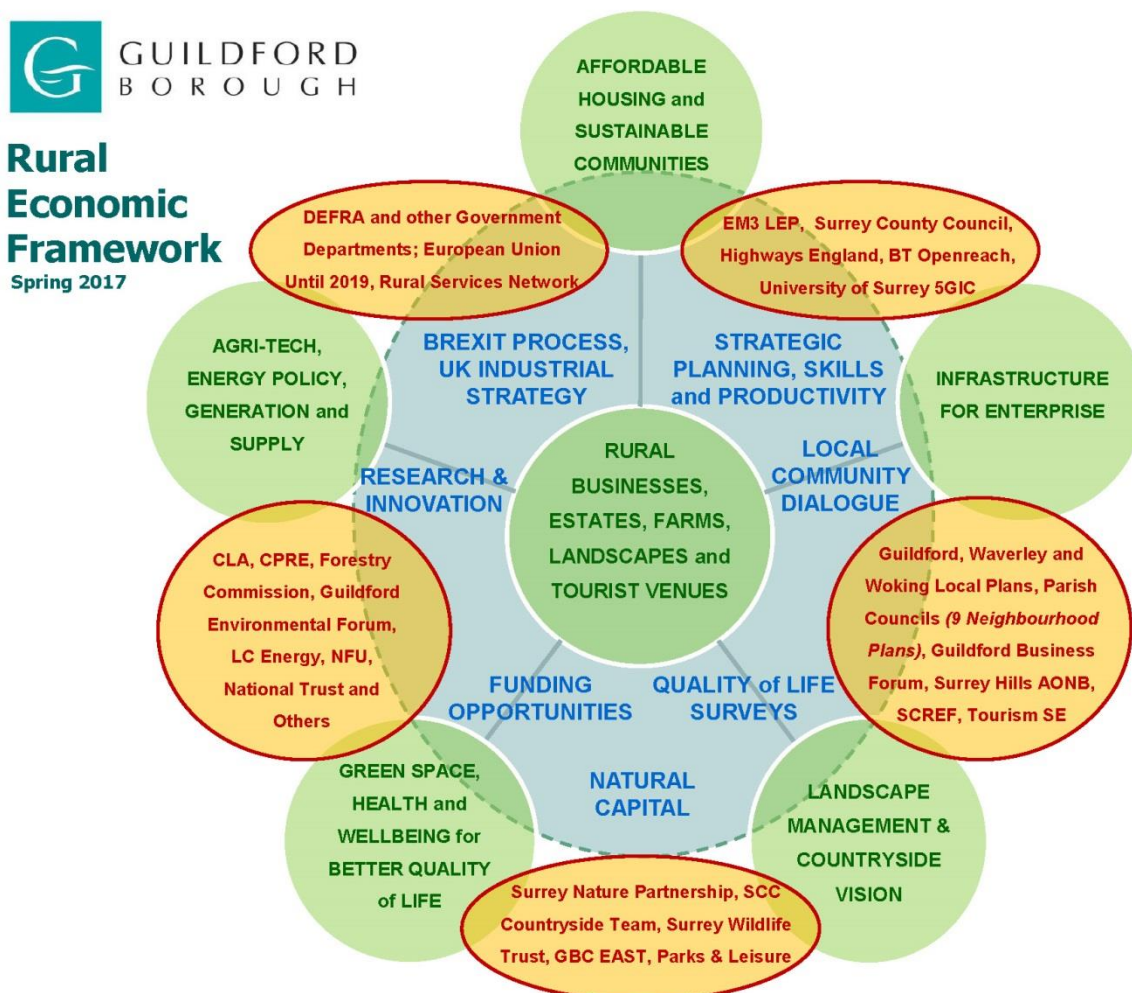 GUILDFORD
BOROUGH
Rural
Economic
Framework
Spring 2017
AFFORDABLE
HOUSING and
SUSTAINABLE
COMMUNITIES
DEFRA and other Government
Departments; European Union
Until 2019, Rural Services Network
EM3 LEP, Surrey County Council,
Highways England, BT Openreach,
University of Surrey 5GIC
AGRI-TECH,
ENERGY POLICY,
GENERATION and
SUPPLY
BREXIT PROCESS,
UK INDUSTRIAL
STRATEGY
STRATEGIC
PLANNING, SKILLS
and PRODUCTIVITY
INFRASTRUCTURE
FOR ENTERPRISE
RESEARCH &
INNOVATION
RURAL
BUSINESSES,
ESTATES, FARMS,
LANDSCAPES and
TOURIST VENUES
LOCAL
COMMUNITY
DIALOGUE
CLA, CPRE, Forestry
Commission, Guildford
Environmental Forum,
LC Energy, NFU,
National Trust and
Others
Guildford, Waverley and
Woking Local Plans, Parish
Councils (9 Neighbourhood
Plans), Guildford Business
Forum, Surrey Hills AONB,
SCREF, Tourism SE
FUNDING
OPPORTUNITIES
QUALITY of LIFE
SURVEYS
NATURAL
CAPITAL
GREEN SPACE,
HEALTH and
WELLBEING for
BETTER QUALITY
of LIFE
LANDSCAPE
MANAGEMENT &
COUNTRYSIDE
VISION
Surrey Nature Partnership, SCC
Countryside Team, Surrey Wildlife
Trust, GBC EAST, Parks & Leisure